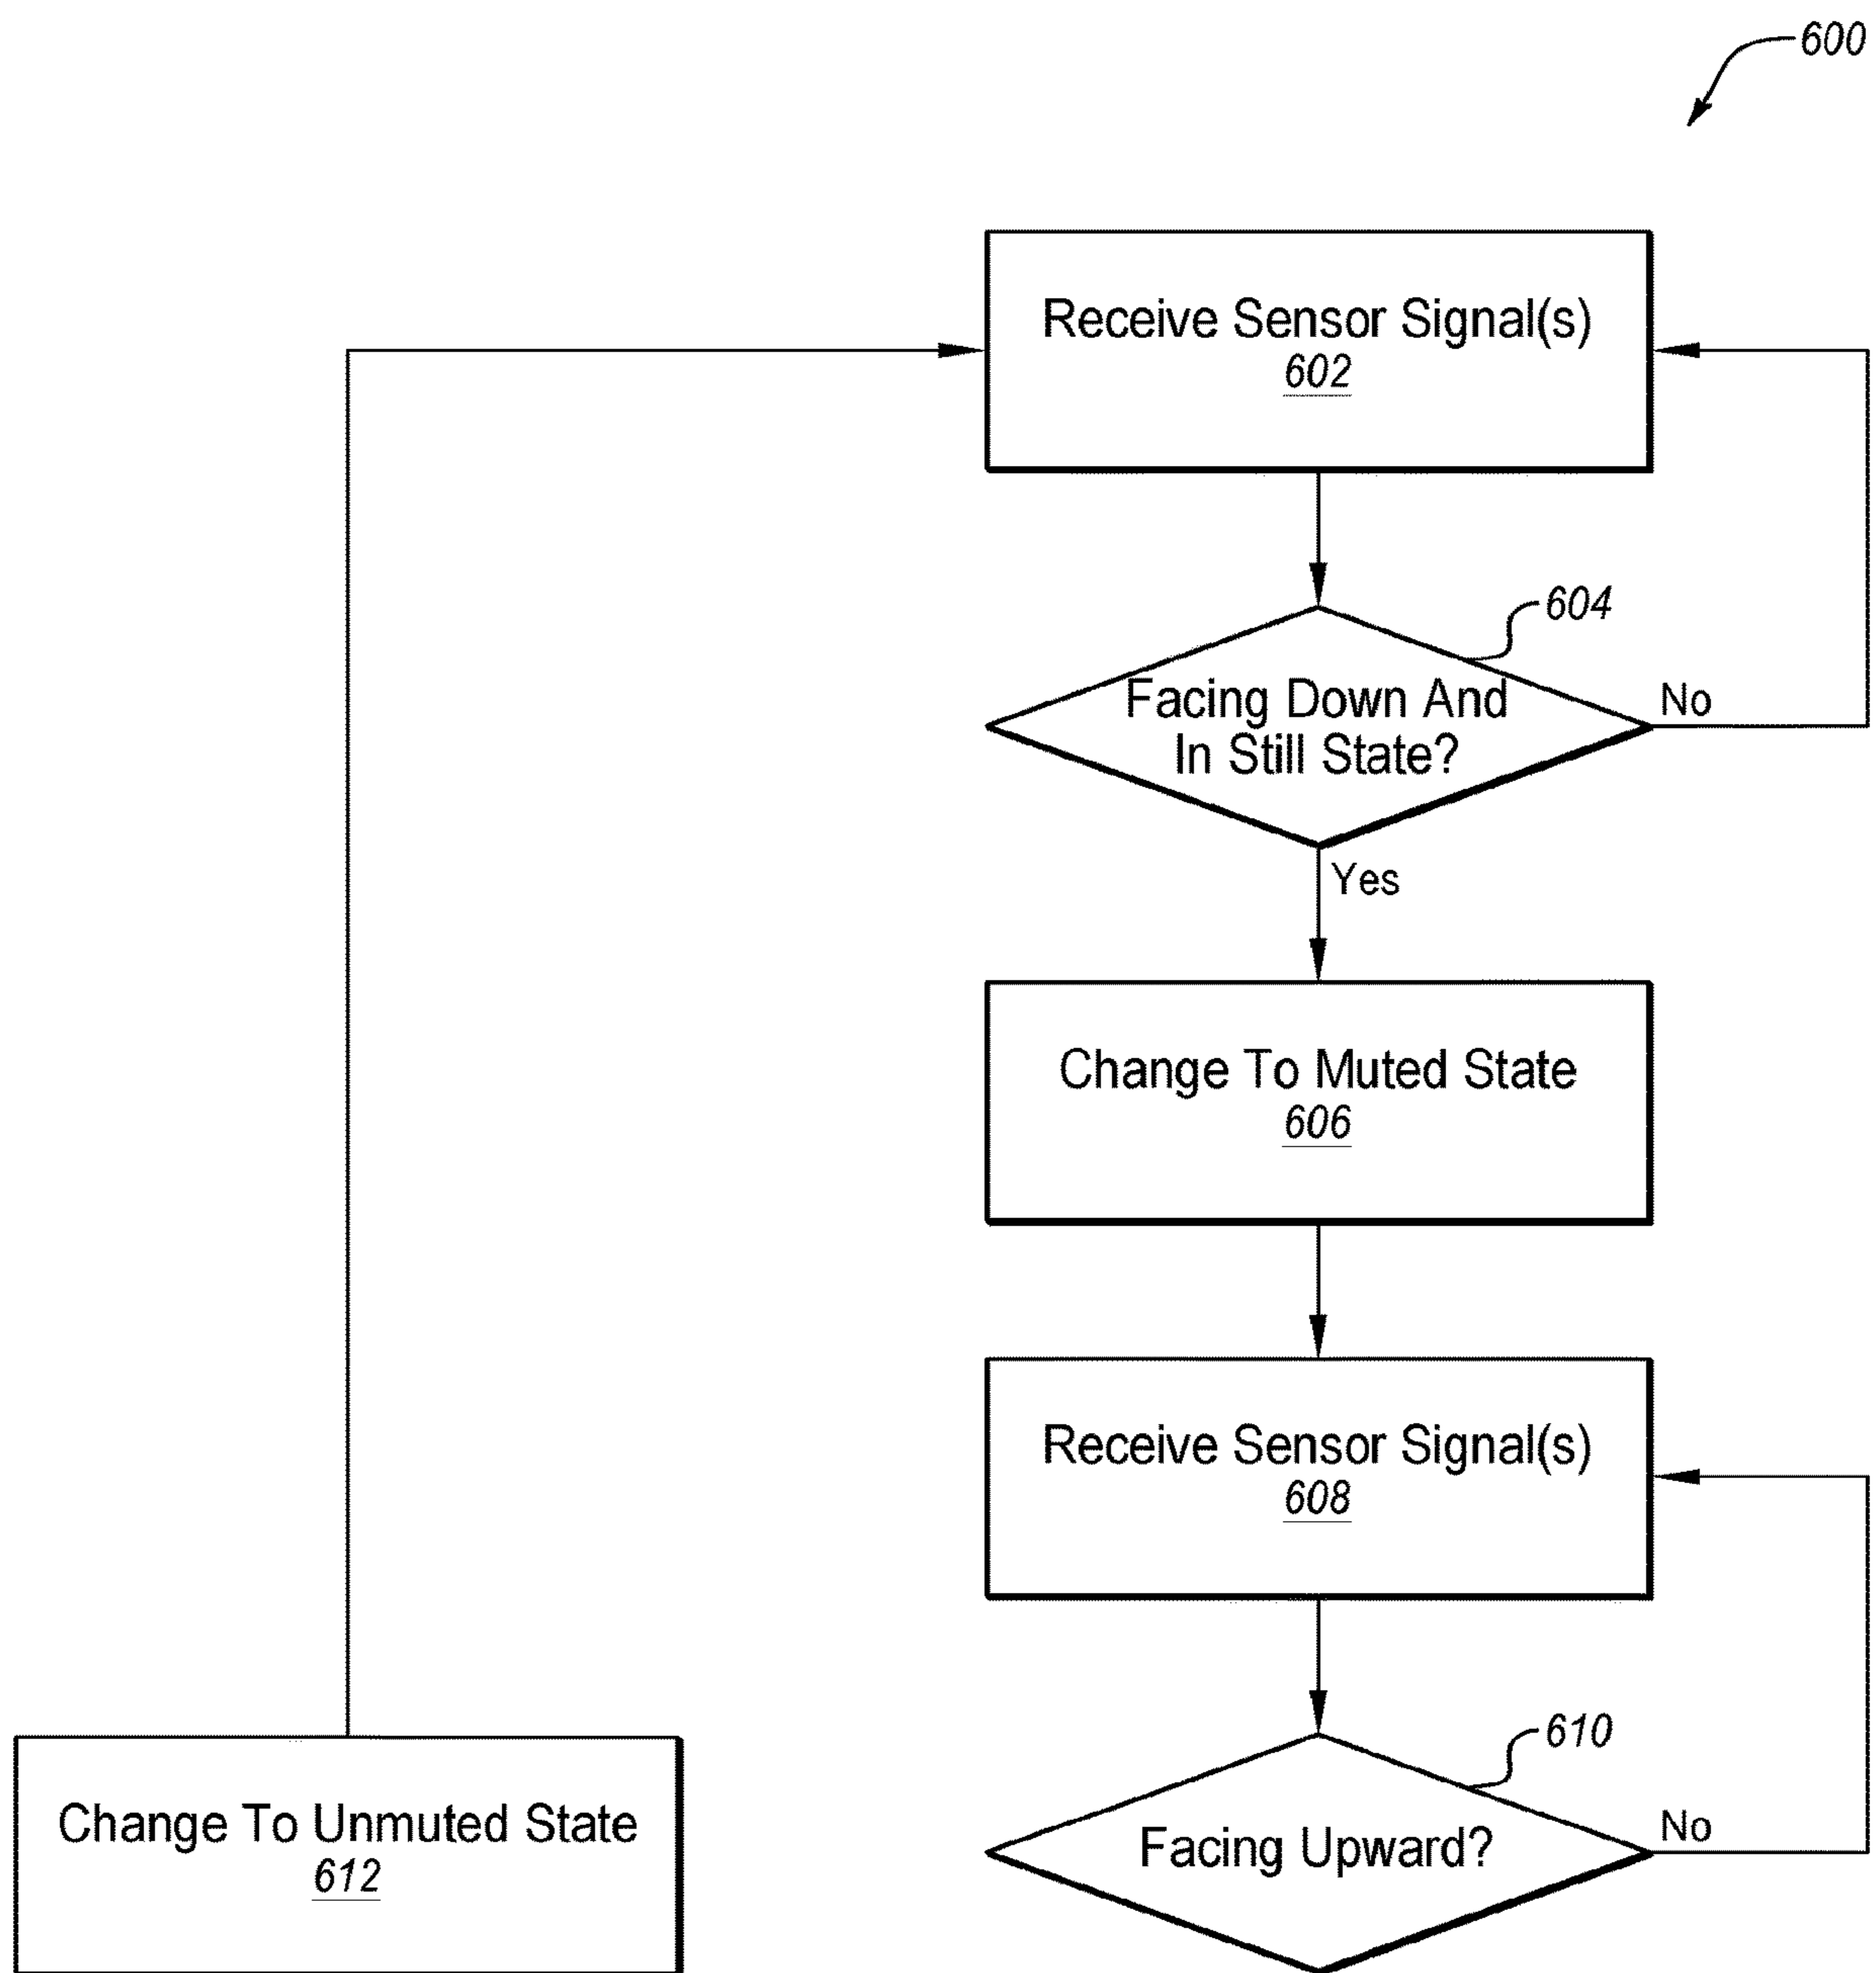 600
Receive Sensor Signal(s)
602
604
Facing Down And
In Still State?
No
Yes
Change To Muted State
606
Receive Sensor Signal(s)
608
610
Facing Upward?
No
Change To Unmuted State
612